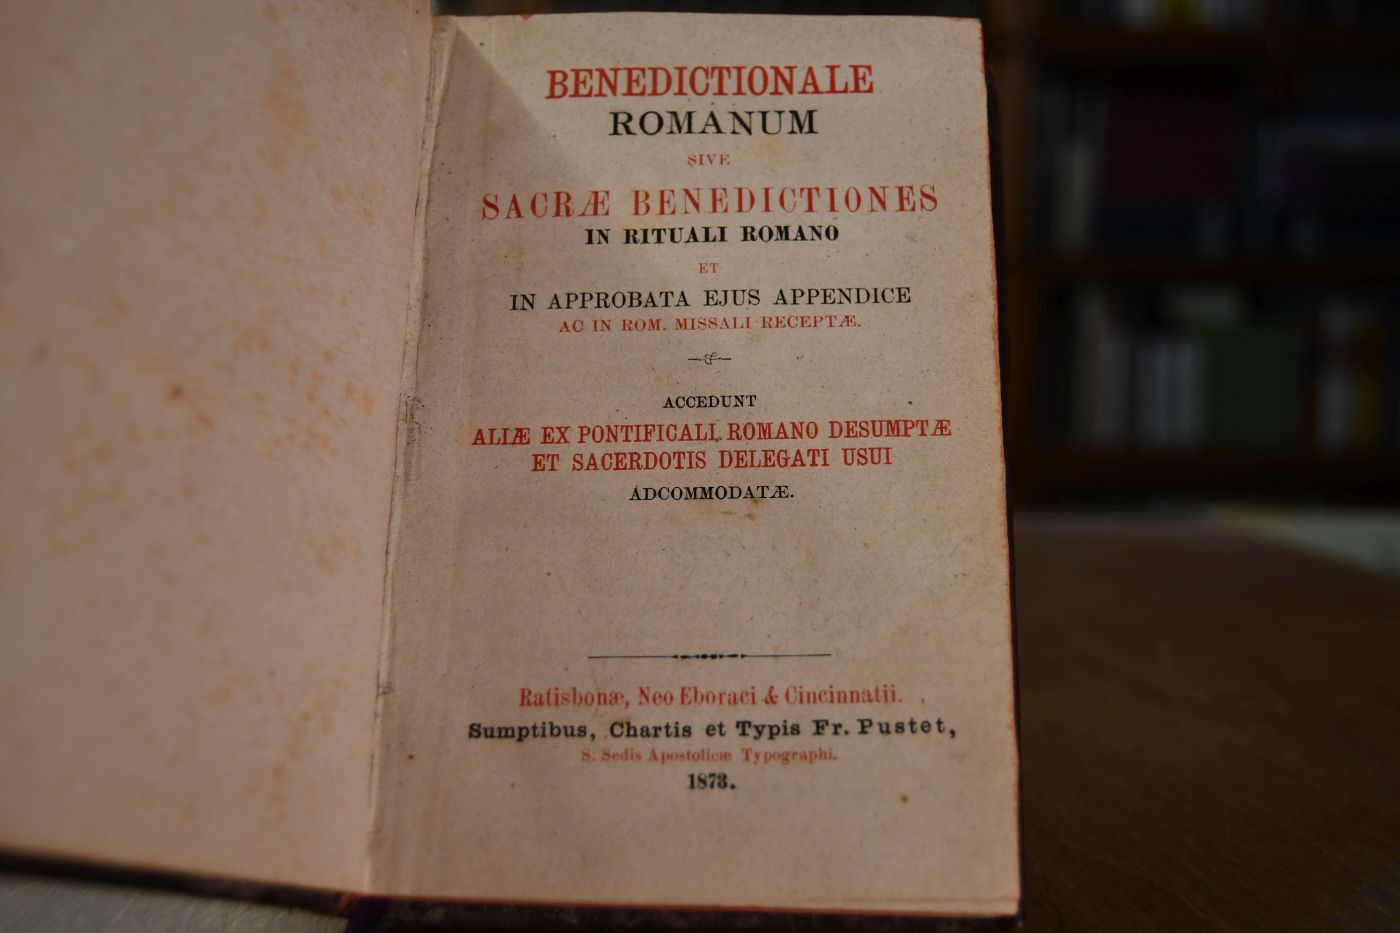 BENEDICTIONALE
ROMANUM
SIVE
SACRÆ BENEDICTIONES
IN RITUALI ROMANO
ET
IN APPROBATA EJUS APPENDICE
AC IN ROM. MISSALI RECEPTÆ.
ACCEDUNT
ALIÆ EX PONTIFICALI ROMANO DESUMPTÆ
ET SACERDOTIS DELEGATI USUI
ADCOMMODATÆ.
Ratisbonæ, Neo Eboraci & Cincinnatii.
Sumptibus, Chartis et Typis Fr. Pustet,
S. Sedis Apostolicæ Typographi.
1873.